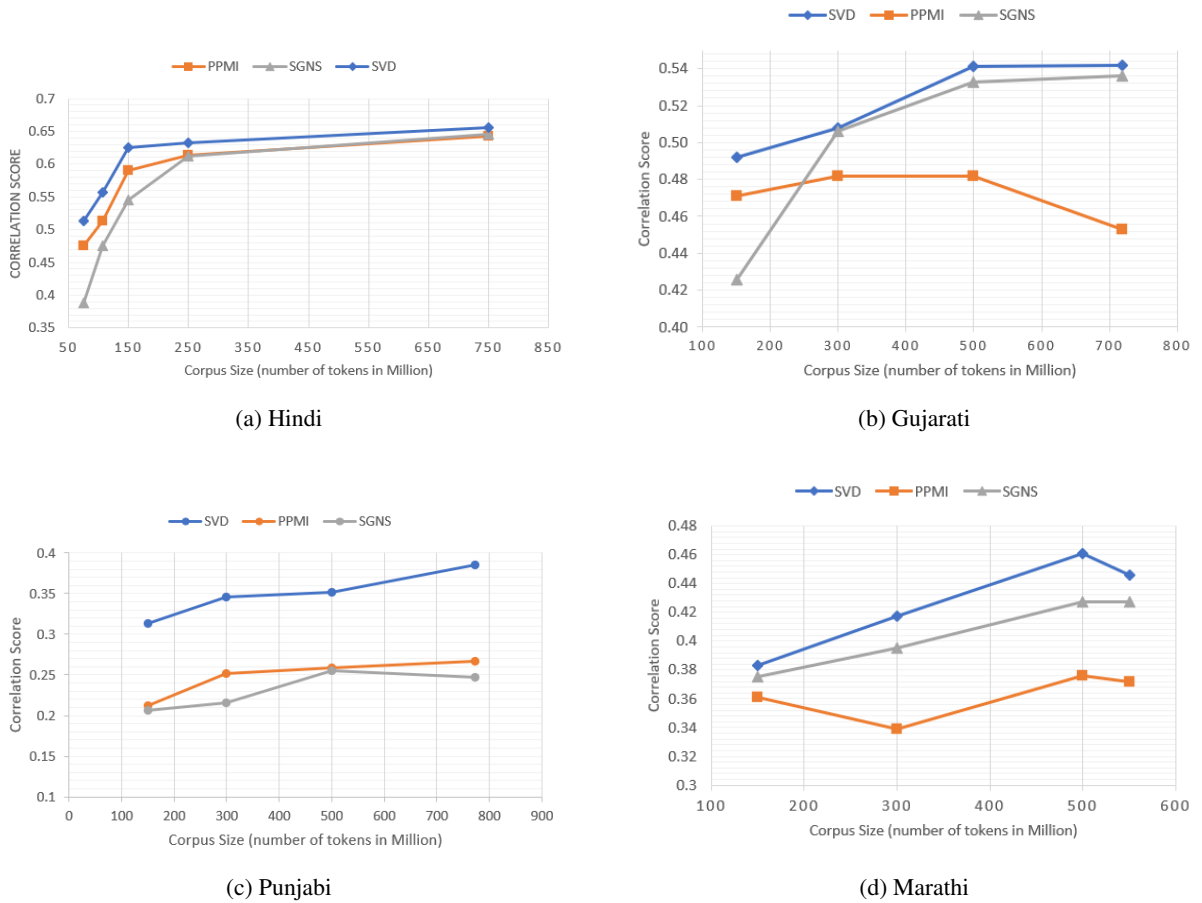 PPMI SGNS SVD
CORRELATION SCORE
0.7
0.65
0.6
0.55
0.5
0.45
0.4
0.35
50 150 250 350 450 550 650 750 850
Corpus Size (number of tokens in Million)
(a) Hindi
SVD PPMI SGNS
Correlation Score
0.54
0.52
0.50
0.48
0.46
0.44
0.42
0.40
100 200 300 400 500 600 700 800
Corpus Size (number of tokens in Million)
(b) Gujarati
SVD PPMI SGNS
Correlation Score
0.4
0.35
0.3
0.25
0.2
0.15
0.1
0 100 200 300 400 500 600 700 800 900
Corpus Size (number of tokens in Million)
(c) Punjabi
SVD PPMI SGNS
Correlation Score
0.48
0.46
0.44
0.42
0.4
0.38
0.36
0.34
0.32
0.3
100 200 300 400 500 600
Corpus Size (number of tokens in Million)
(d) Marathi